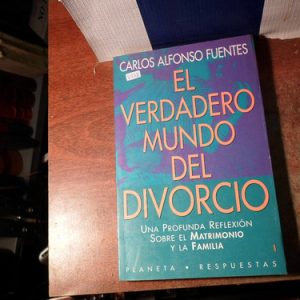 CARLOS ALFONSO FUENTES
EL
VERDADERO
MUNDO
DEL
DIVORCIO
UNA PROFUNDA REFLEXIÓN
SOBRE EL MATRIMONIO
Y LA FAMILIA
PLANETA • RESPUESTAS